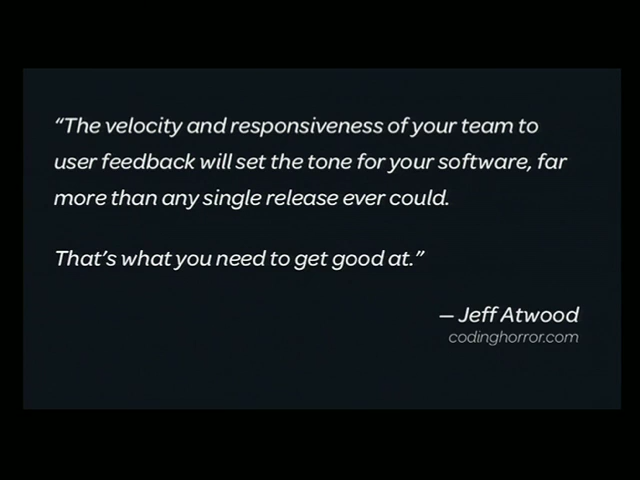 “The velocity and responsiveness of your team to
user feedback will set the tone for your software, far
more than any single release ever could.
That’s what you need to get good at.”
— Jeff Atwood
codinghorror.com